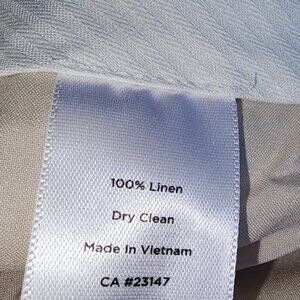 100% Linen
Dry Clean
Made In Vietnam
CA #23147